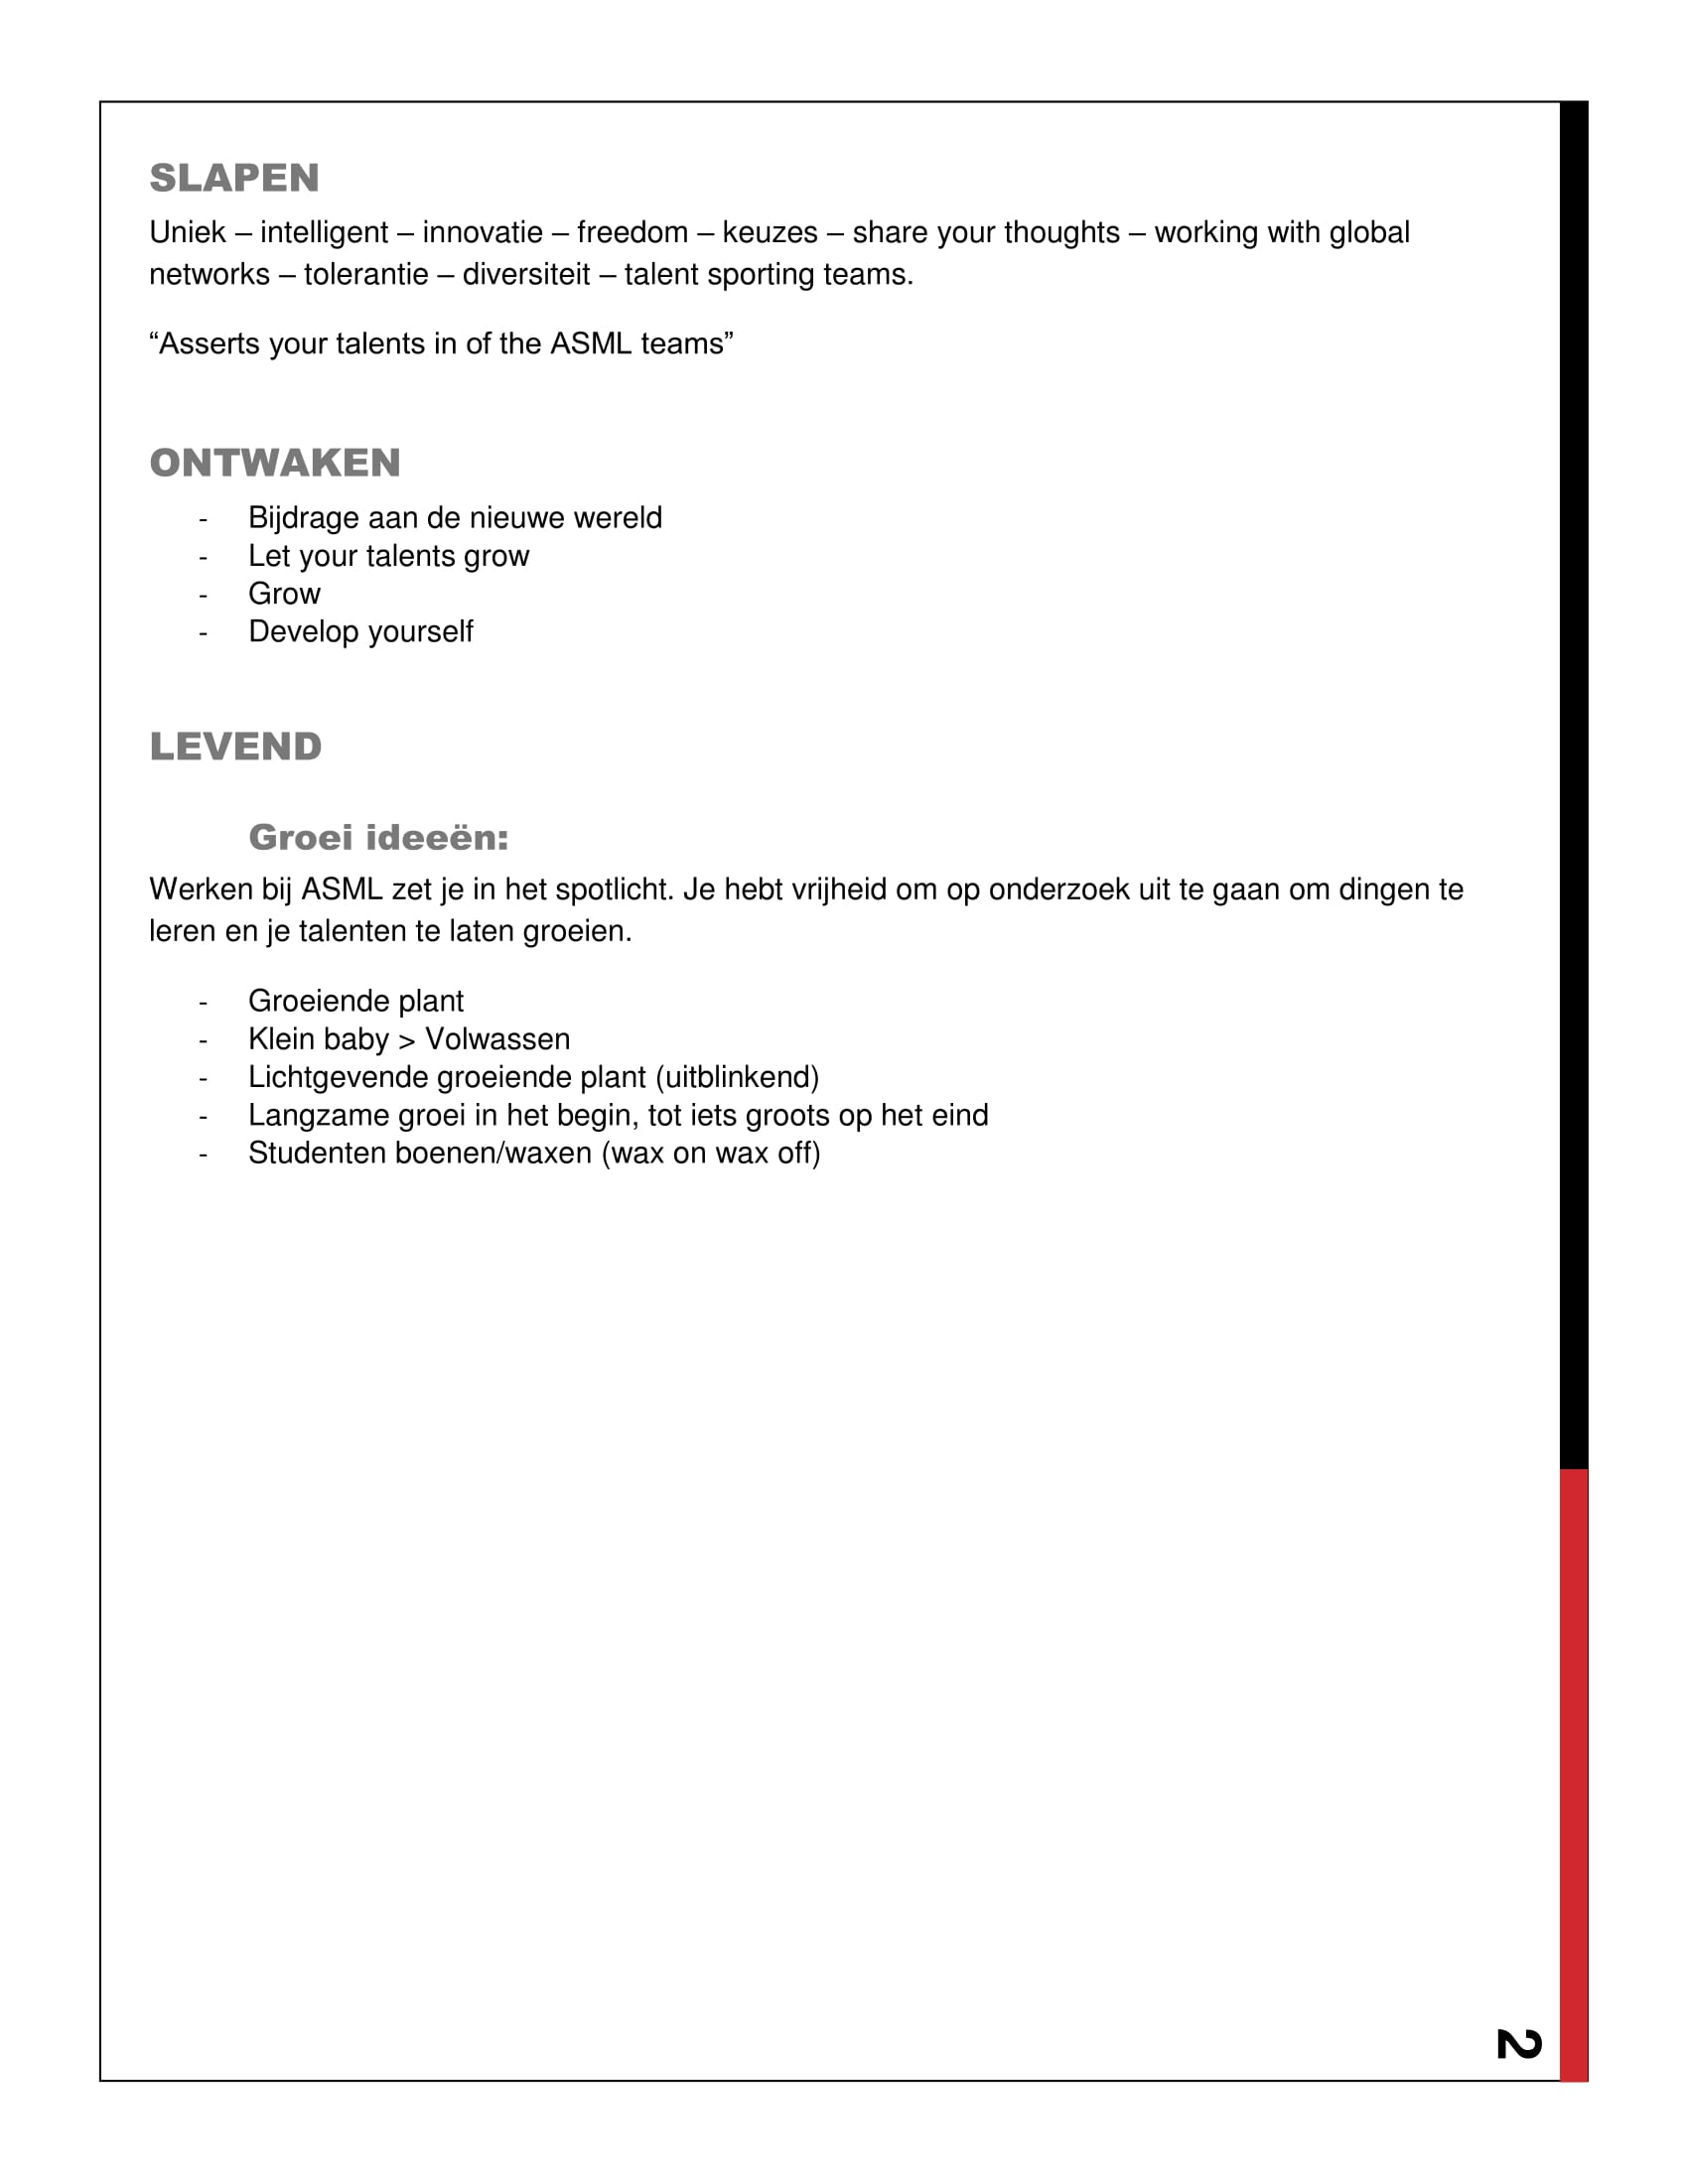 SLAPEN
Uniek – intelligent – innovatie – freedom – keuzes – share your thoughts – working with global
networks – tolerantie – diversiteit – talent sporting teams.
“Asserts your talents in of the ASML teams”
ONTWAKEN
- Bijdrage aan de nieuwe wereld
- Let your talents grow
- Grow
- Develop yourself
LEVEND
Groei ideeën:
Werken bij ASML zet je in het spotlicht. Je hebt vrijheid om op onderzoek uit te gaan om dingen te
leren en je talenten te laten groeien.
- Groeiende plant
- Klein baby > Volwassen
- Lichtgevende groeiende plant (uitblinkend)
- Langzame groei in het begin, tot iets groots op het eind
- Studenten boenen/waxen (wax on wax off)
2